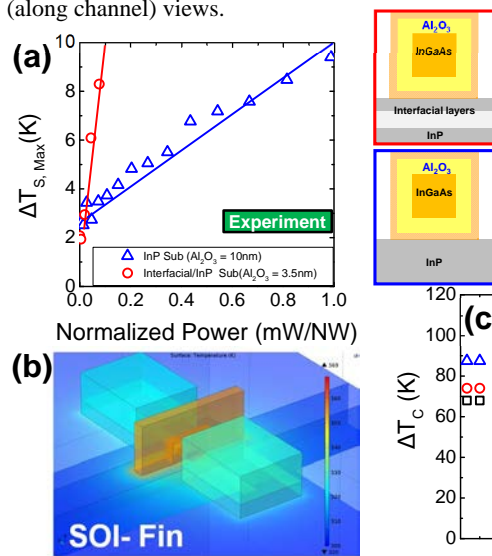 (along channel) views.
(a)
10
8
6
4
2
0
ΔT_S, Max (K)
0.0 0.2 0.4 0.6 0.8 1.0
Experiment
InP Sub (Al₂O₃ = 10nm)
Interfacial/InP Sub(Al₂O₃ = 3.5nm)
Normalized Power (mW/NW)
Al₂O₃
InGaAs
Interfacial layers
InP
Al₂O₃
InGaAs
InP
(b)
Surface: Temperature (K)
SOI- Fin
(c
120
100
80
60
40
20
0
ΔT_C (K)